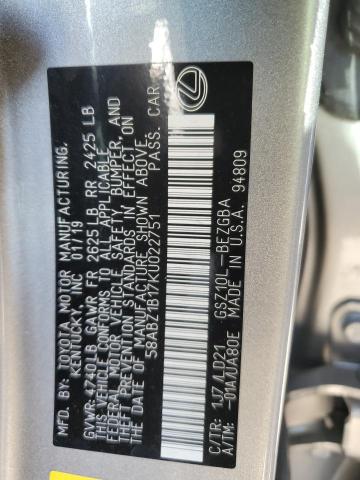 MFD. BY: TOYOTA MOTOR MANUFACTURING,
KENTUCKY, INC. 01/19
GVWR: 4740LB GAWR FR 2625LB RR 2425 LB
THIS VEHICLE CONFORMS TO ALL APPLICABLE
FEDERAL MOTOR VEHICLE SAFETY, BUMPER, AND
THEFT PREVENTION STANDARDS IN EFFECT ON
THE DATE OF MANUFACTURE SHOWN ABOVE.
58ABZ1B17KU022751 PASS. CAR
C/TR: 1J7/LD21 GSZ10L-BEZGBA
A/TM: -01A/UA80E MADE IN U.S.A. 94809